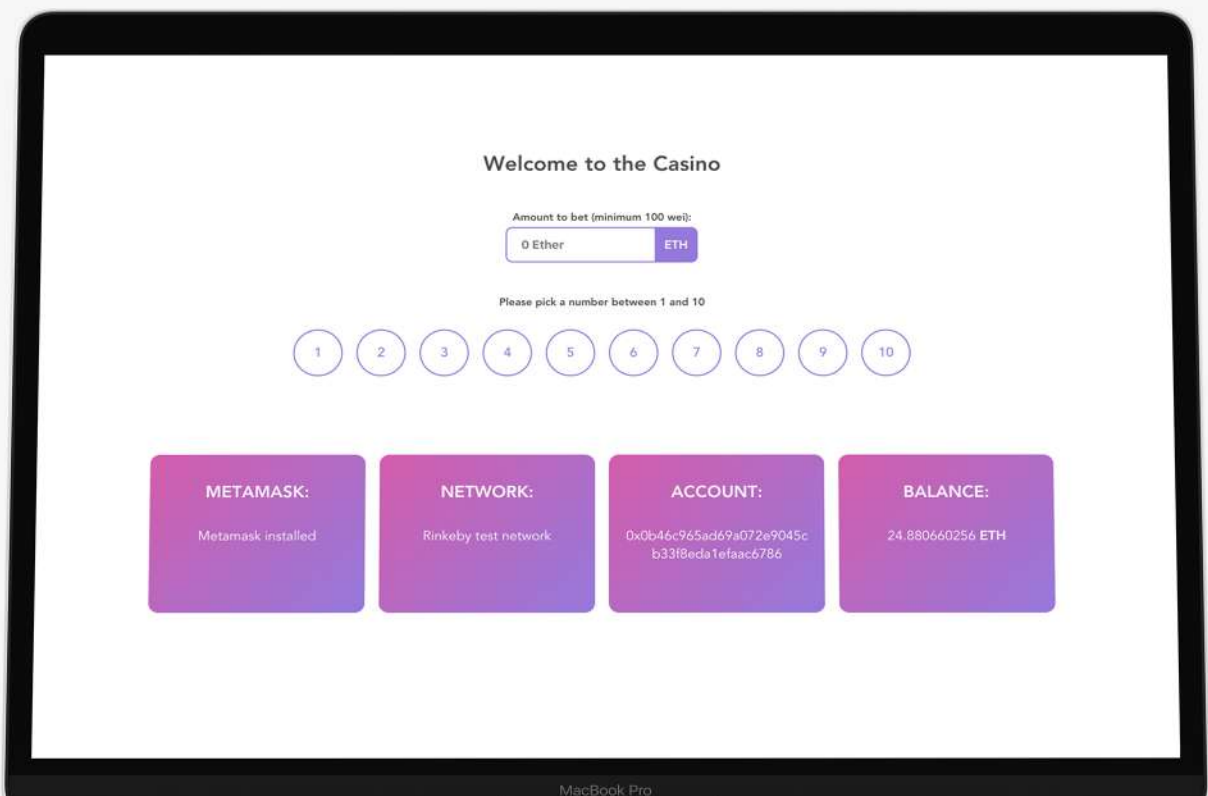 Welcome to the Casino
Amount to bet (minimum 100 wei):
0 Ether ETH
Please pick a number between 1 and 10
1 2 3 4 5 6 7 8 9 10
METAMASK: NETWORK: ACCOUNT: BALANCE:
Metamask installed Rinkeby test network 0x0b46c965ad69a072e9045c 24.880660256 ETH
b33f8eda1efaac6786
MacBook Pro